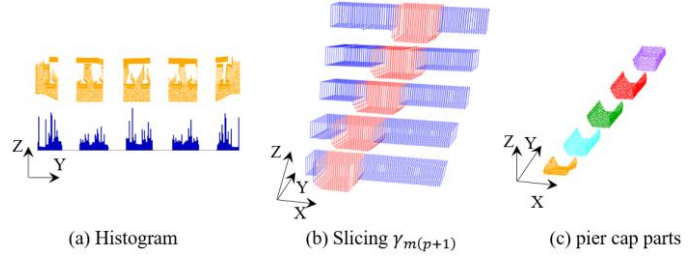 Z
Y
(a) Histogram
Z
Y
X
(b) Slicing γₘ₍ₚ₊₁₎
Z
Y
X
(c) pier cap parts